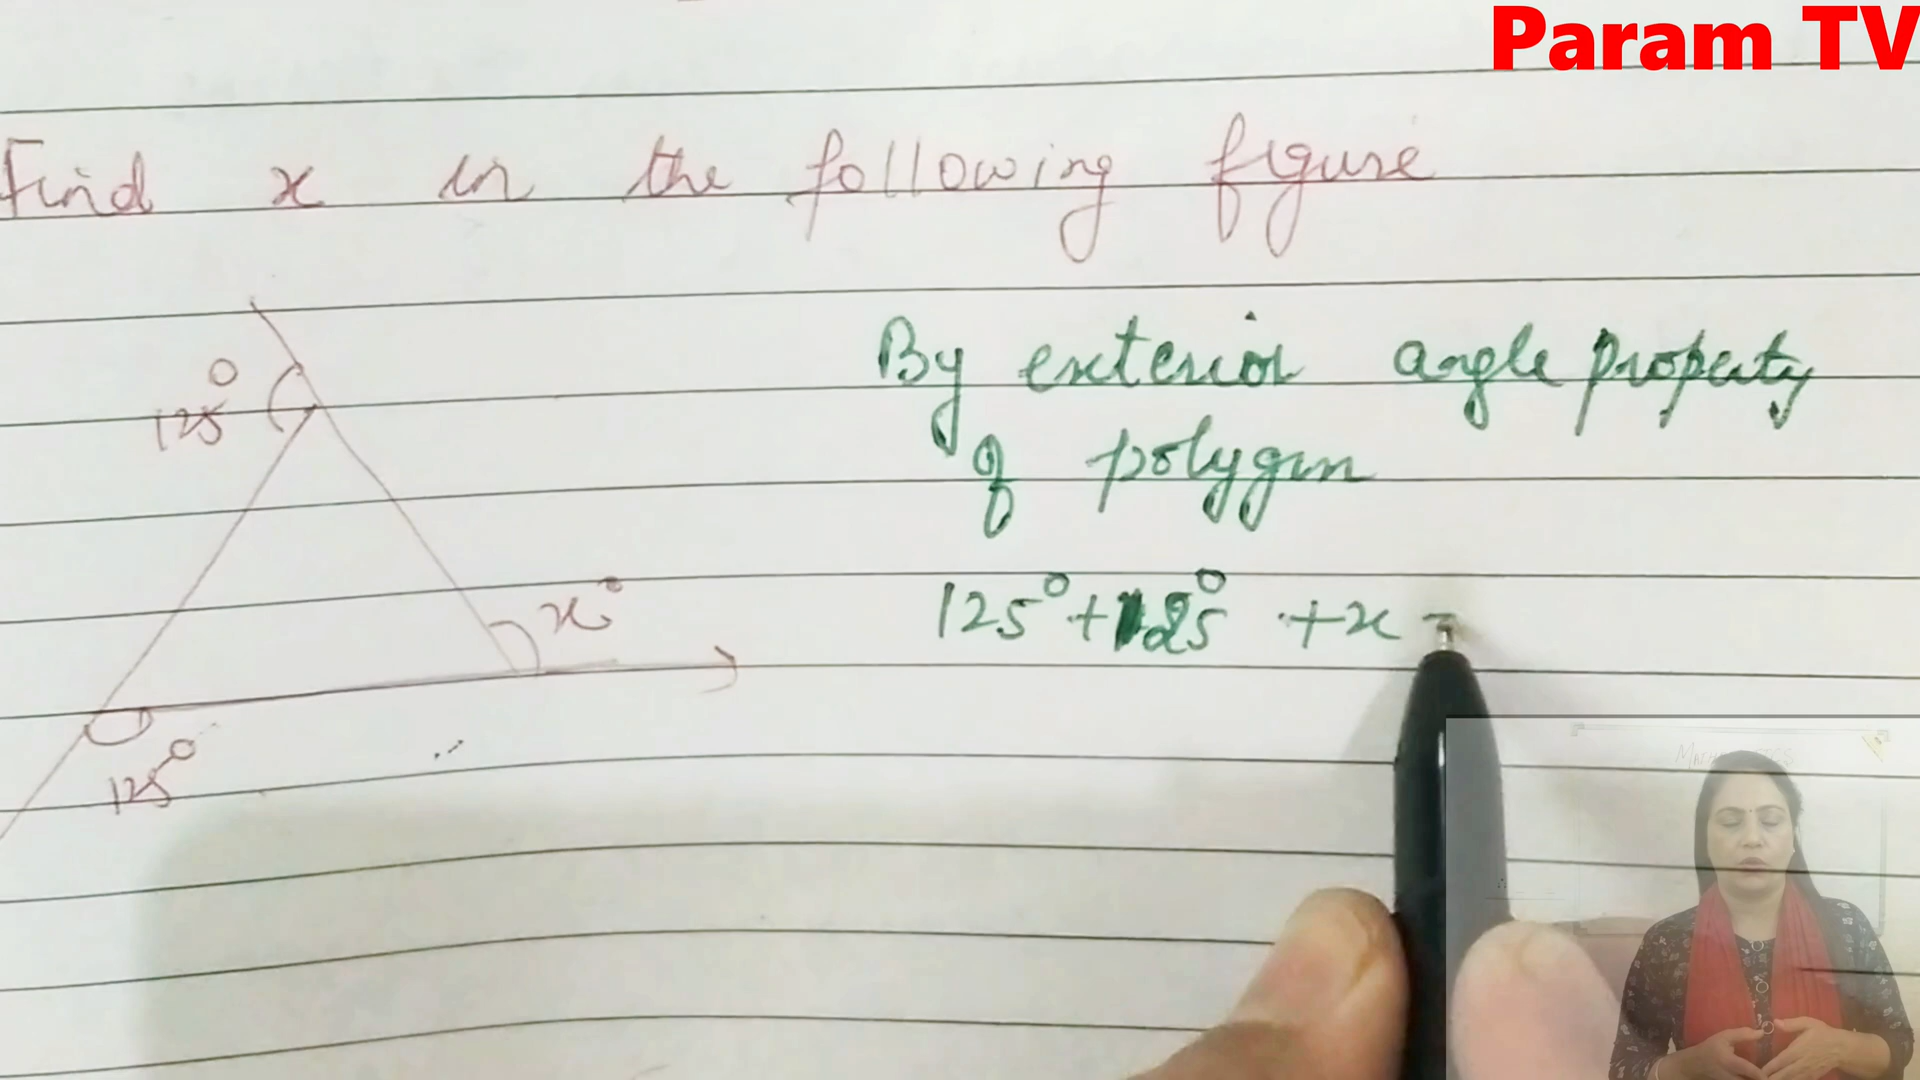 Param TV
Find x in the following figure
125°
By exterior angle property
of polygon
x°
125° + 125° + x =
125°